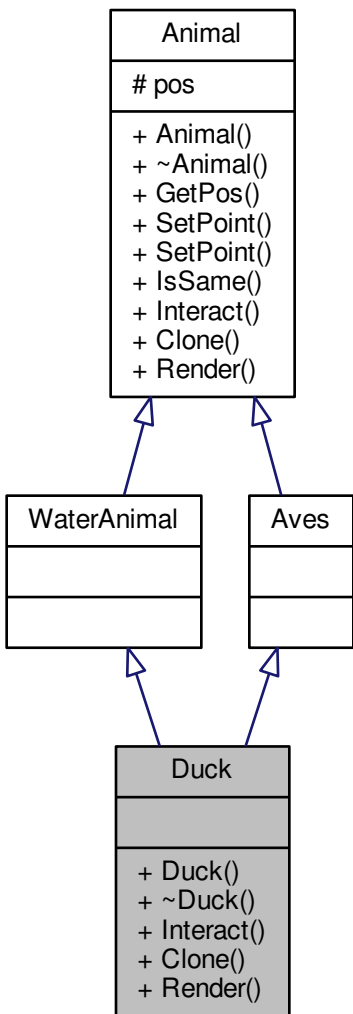 Animal
# pos
+ Animal()
+ ~Animal()
+ GetPos()
+ SetPoint()
+ SetPoint()
+ IsSame()
+ Interact()
+ Clone()
+ Render()
WaterAnimal
Aves
Duck
+ Duck()
+ ~Duck()
+ Interact()
+ Clone()
+ Render()